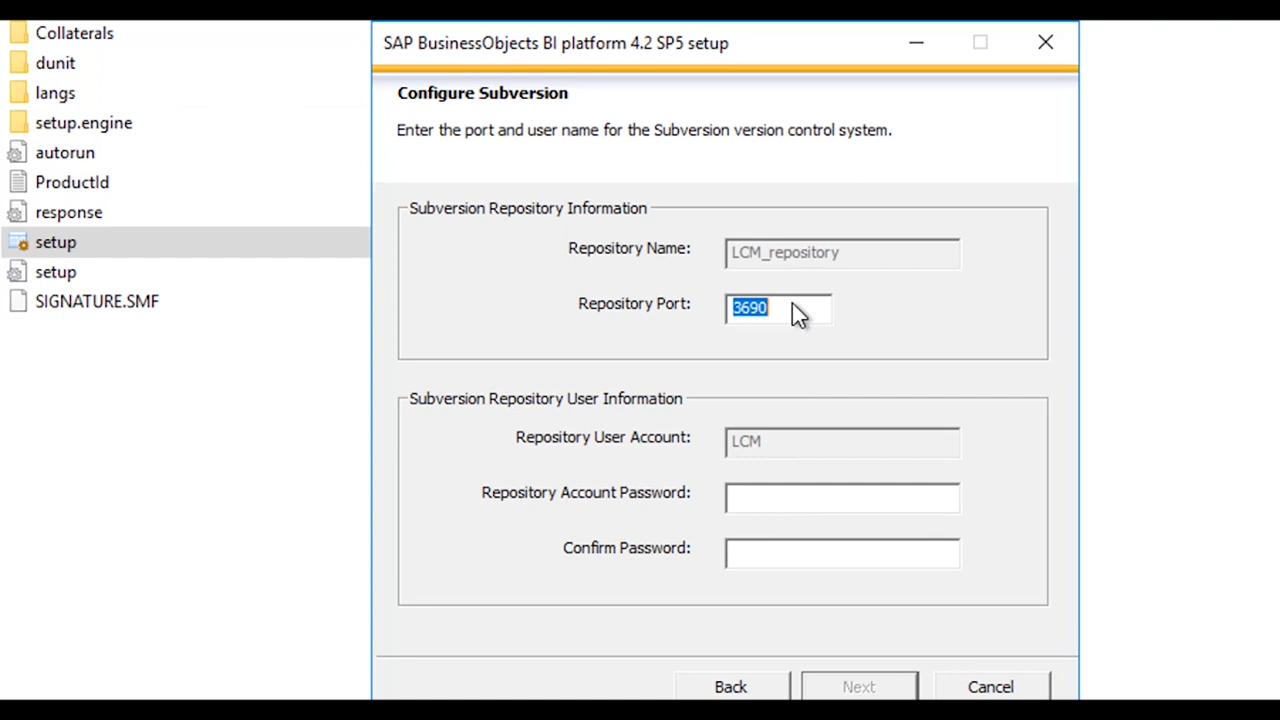 Collaterals
dunit
langs
setup.engine
autorun
ProductId
response
setup
setup
SIGNATURE.SMF
SAP BusinessObjects BI platform 4.2 SP5 setup
Configure Subversion
Enter the port and user name for the Subversion version control system.
Subversion Repository Information
Repository Name: LCM_repository
Repository Port: 3690
Subversion Repository User Information
Repository User Account: LCM
Repository Account Password:
Confirm Password:
Back Next Cancel